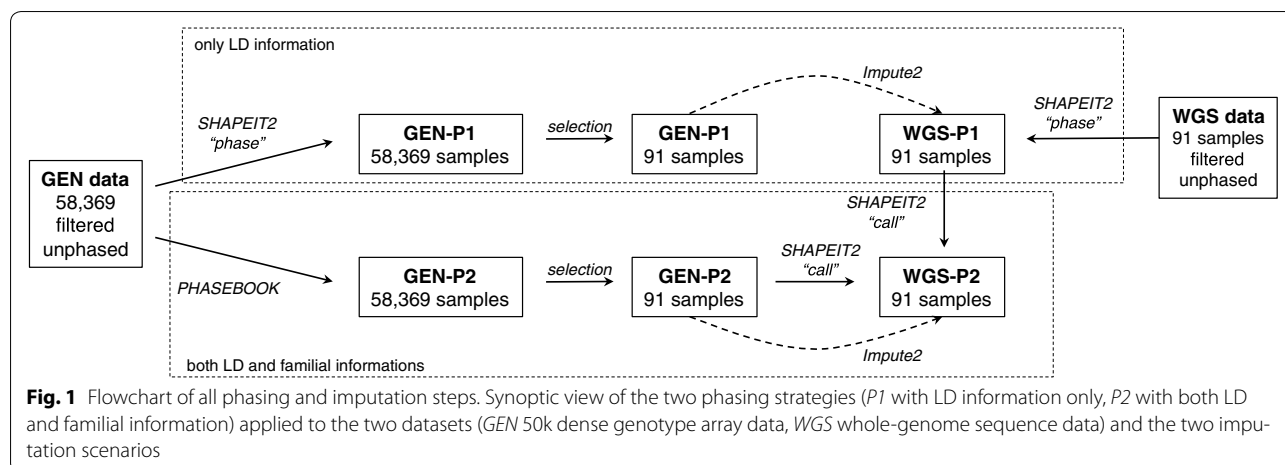 only LD information
Impute2
SHAPEIT2
"phase"
GEN-P1
58,369 samples
selection
GEN-P1
91 samples
WGS-P1
91 samples
SHAPEIT2
"phase"
WGS data
91 samples
filtered
unphased
GEN data
58,369
filtered
unphased
SHAPEIT2
"call"
PHASEBOOK
GEN-P2
58,369 samples
selection
GEN-P2
91 samples
SHAPEIT2
"call"
WGS-P2
91 samples
Impute2
both LD and familial informations
Fig. 1 Flowchart of all phasing and imputation steps. Synoptic view of the two phasing strategies (P1 with LD information only, P2 with both LD
and familial information) applied to the two datasets (GEN 50k dense genotype array data, WGS whole-genome sequence data) and the two impu-
tation scenarios